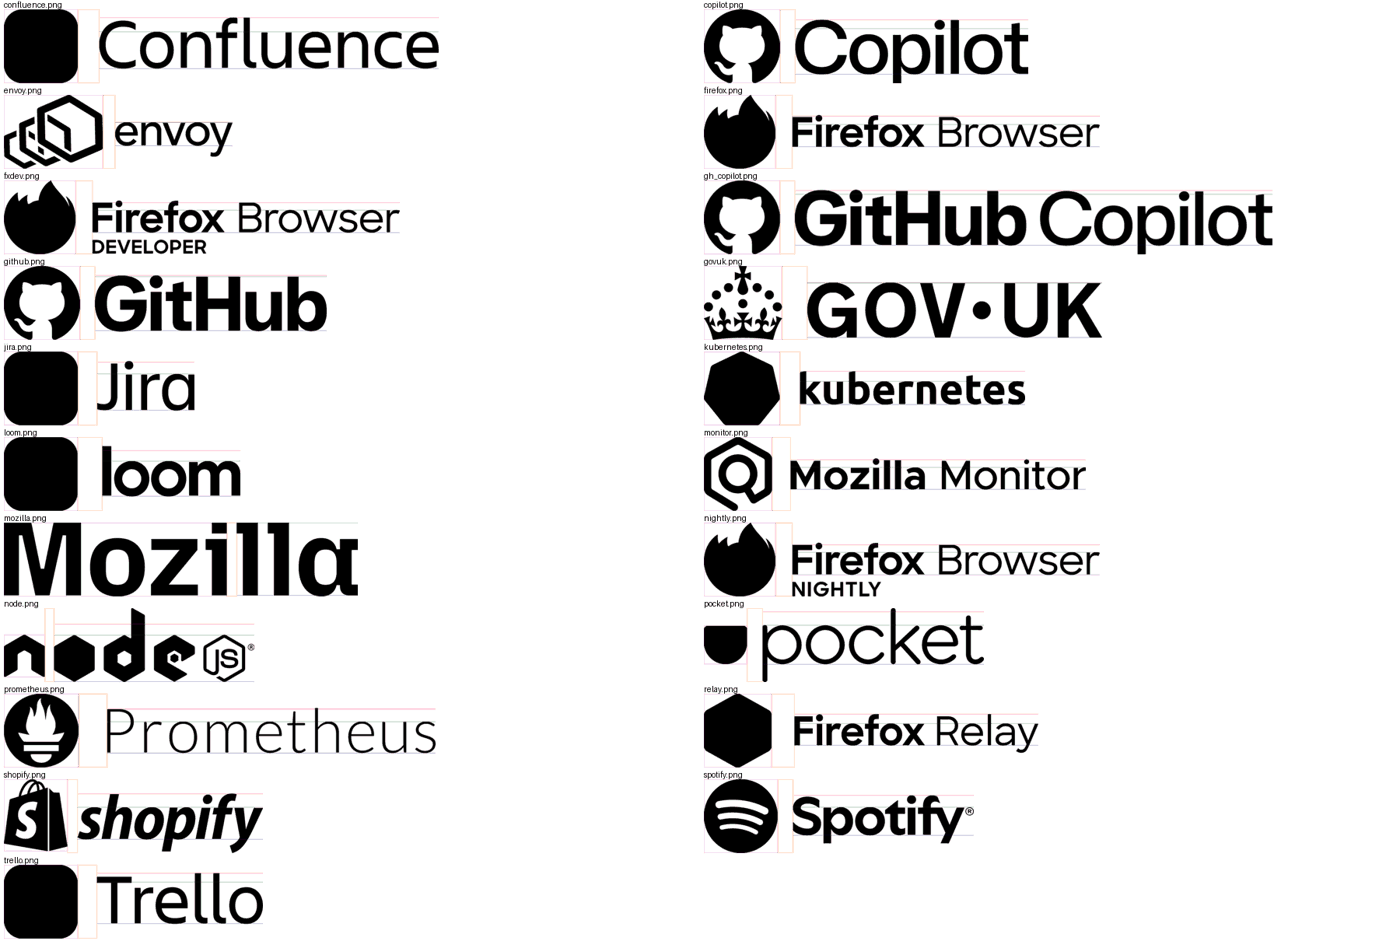 confluence.png
Confluence
copilot.png
Copilot
envoy.png
envoy
firefox.png
Firefox Browser
fxdev.png
Firefox Browser
DEVELOPER
gh_copilot.png
GitHub Copilot
github.png
GitHub
govuk.png
GOV•UK
jira.png
Jira
kubernetes.png
kubernetes
loom.png
loom
monitor.png
Mozilla Monitor
mozilla.png
Mozilla
nightly.png
Firefox Browser
NIGHTLY
node.png
node JS®
pocket.png
pocket
prometheus.png
Prometheus
relay.png
Firefox Relay
shopify.png
S shopify
spotify.png
Spotify®
trello.png
Trello